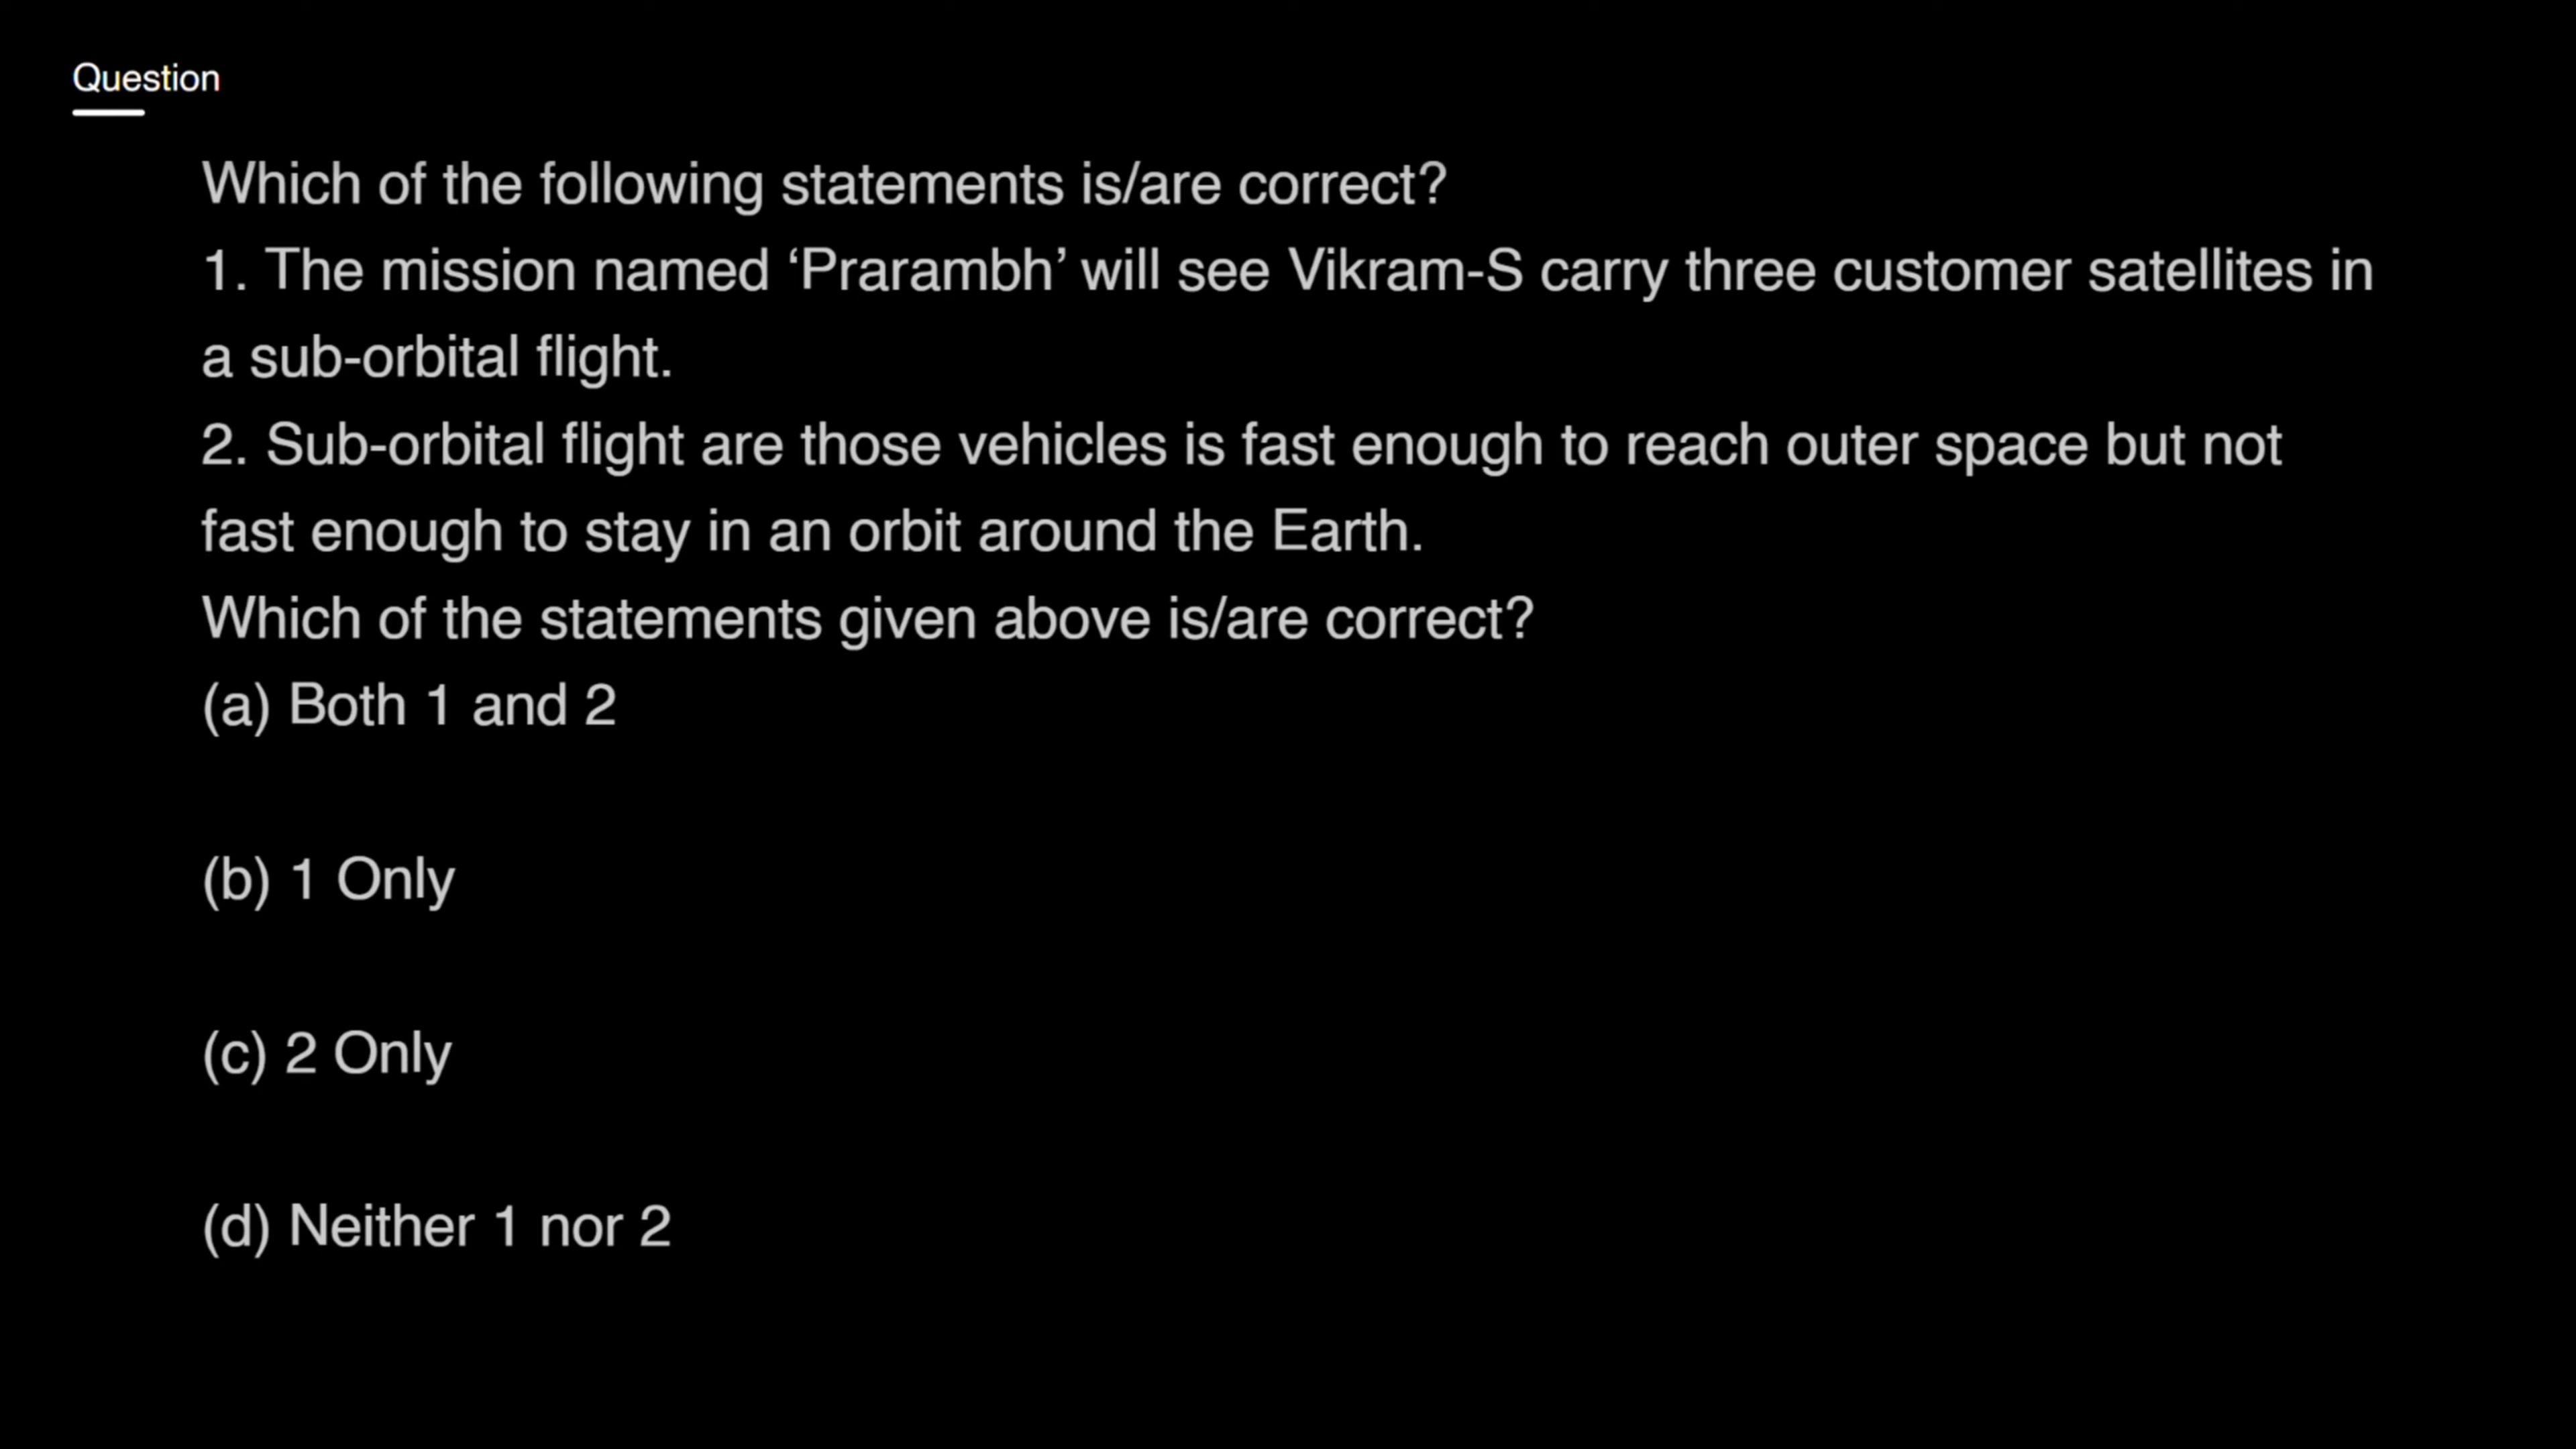 Question
Which of the following statements is/are correct?
1. The mission named ‘Prarambh’ will see Vikram-S carry three customer satellites in
a sub-orbital flight.
2. Sub-orbital flight are those vehicles is fast enough to reach outer space but not
fast enough to stay in an orbit around the Earth.
Which of the statements given above is/are correct?
(a) Both 1 and 2
(b) 1 Only
(c) 2 Only
(d) Neither 1 nor 2